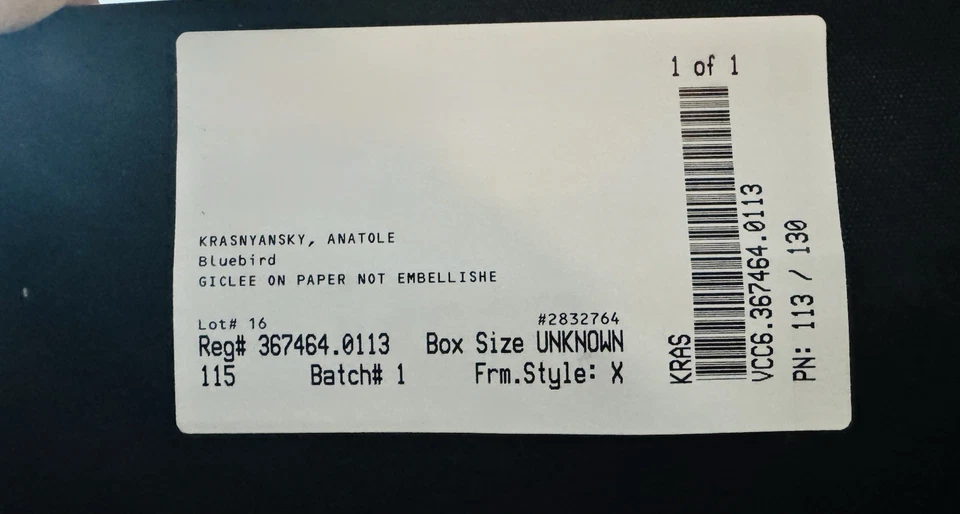 1 of 1
KRASNYANSKY, ANATOLE
Bluebird
GICLEE ON PAPER NOT EMBELLISHE
Lot# 16
#2832764
Reg# 367464.0113 Box Size UNKNOWN
115 Batch# 1 Frm.Style: X
KRAS
VCC6.367464.0113
PN: 113 / 130